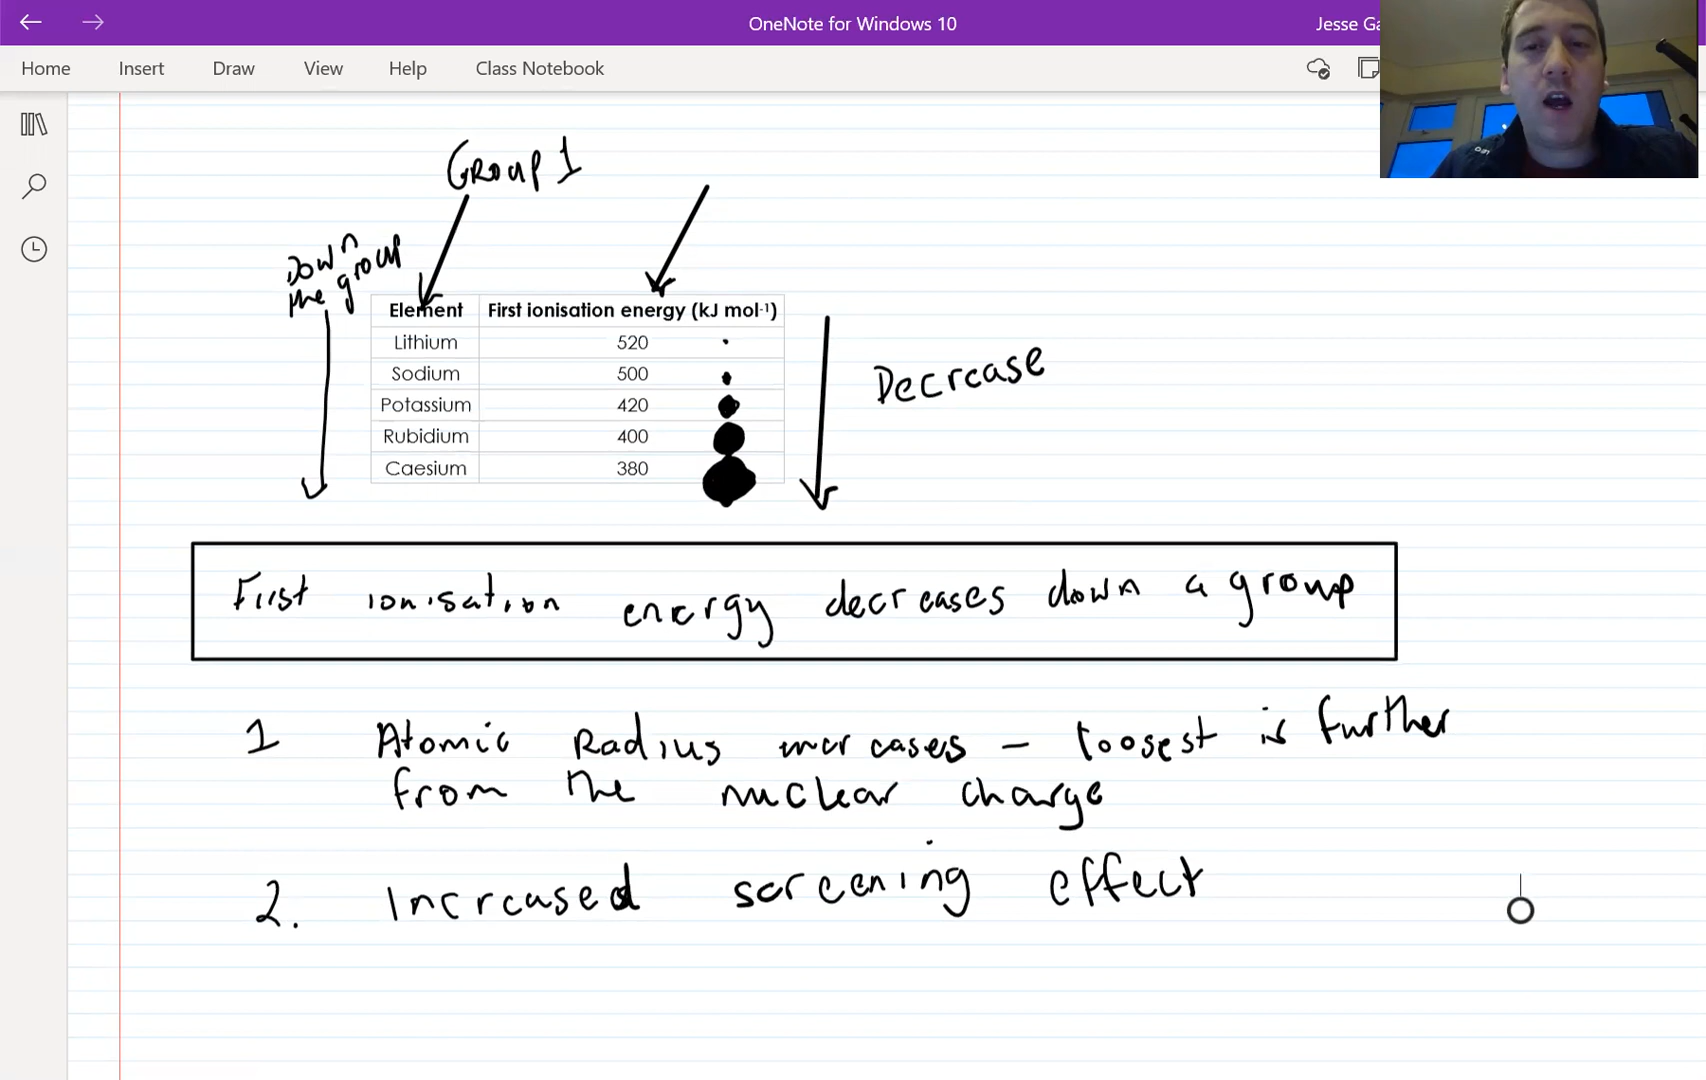 OneNote for Windows 10
Jesse Ga
Home Insert Draw View Help Class Notebook
GROUP 1
Down
the group
Element First ionisation energy (kJ mol-1)
Lithium 520
Sodium 500
Potassium 420
Rubidium 400
Caesium 380
Decrease
First ionisation energy decreases down a group
1 Atomic Radius increases - loosest is further
from the nuclear charge
2. Increased screening effect